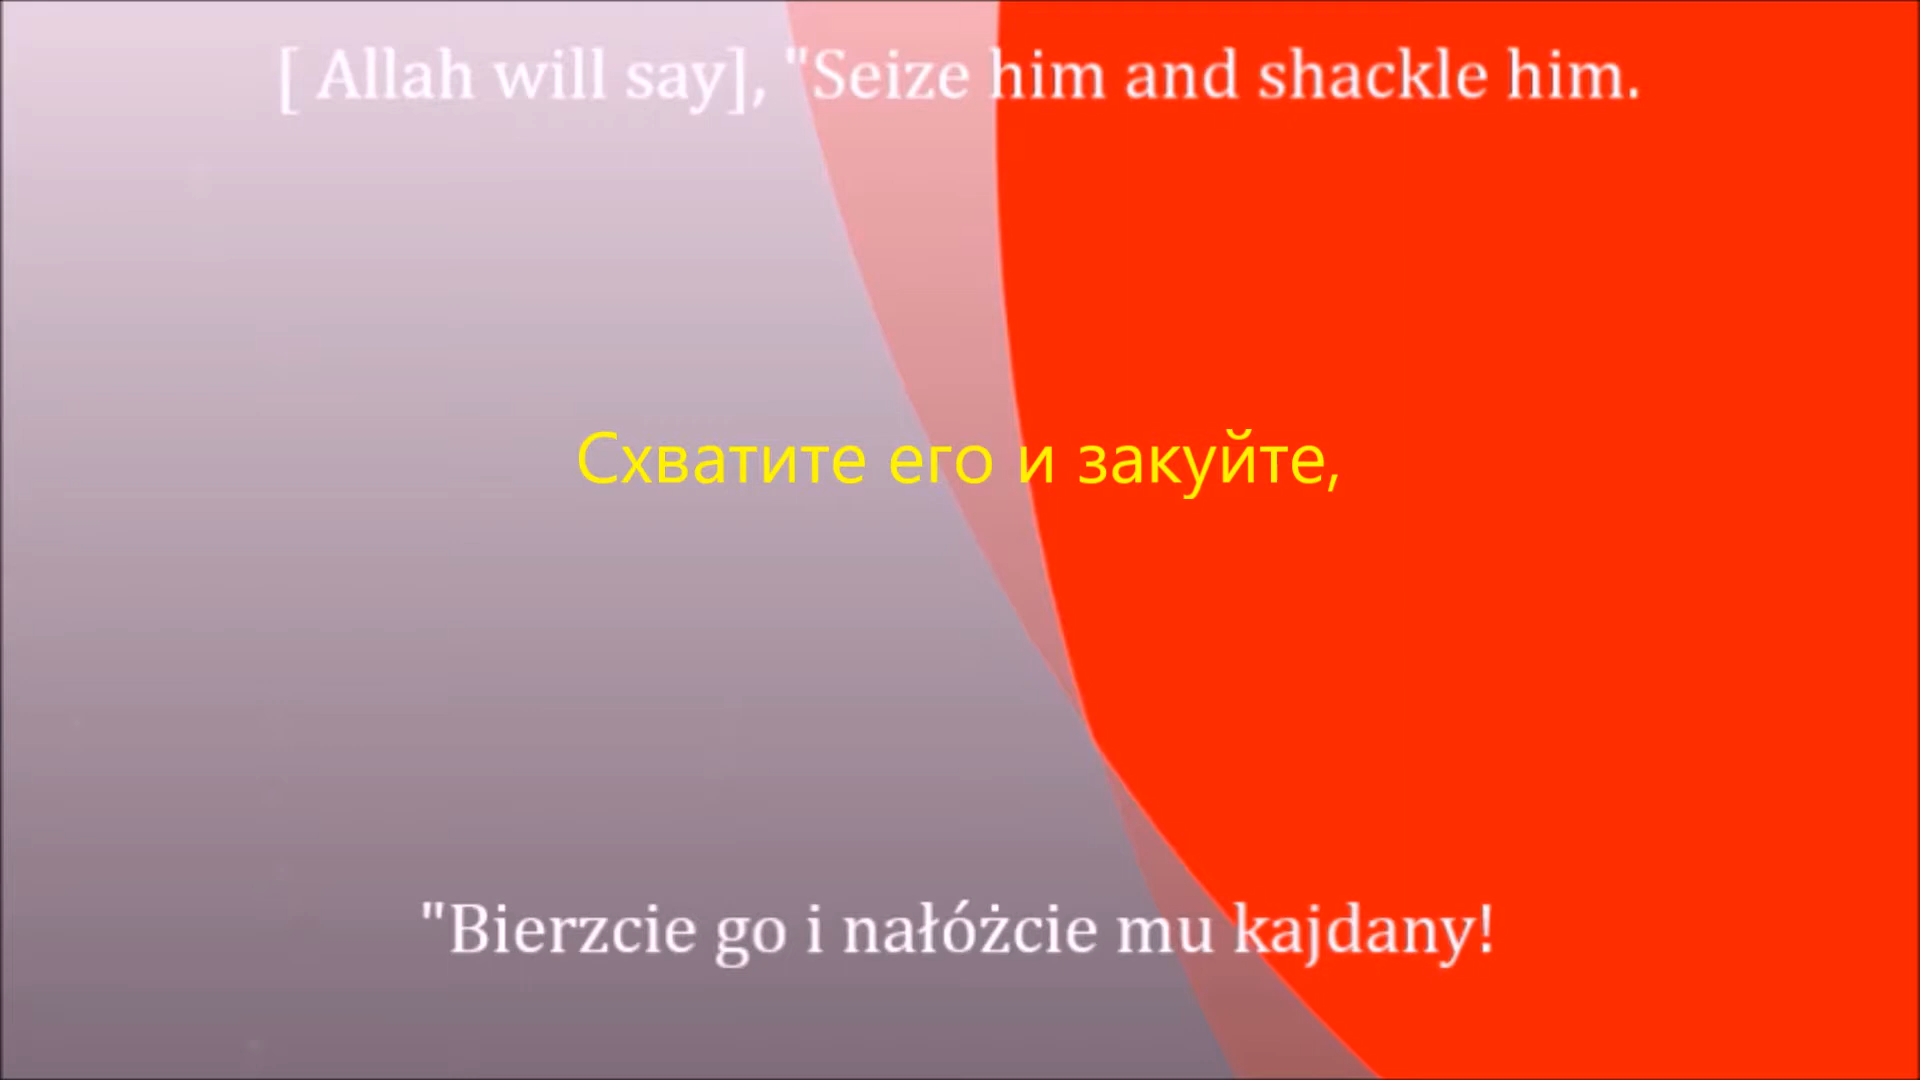 [ Allah will say], "Seize him and shackle him.
Схватите его и закуйте,
"Bierzcie go i nałóżcie mu kajdany!